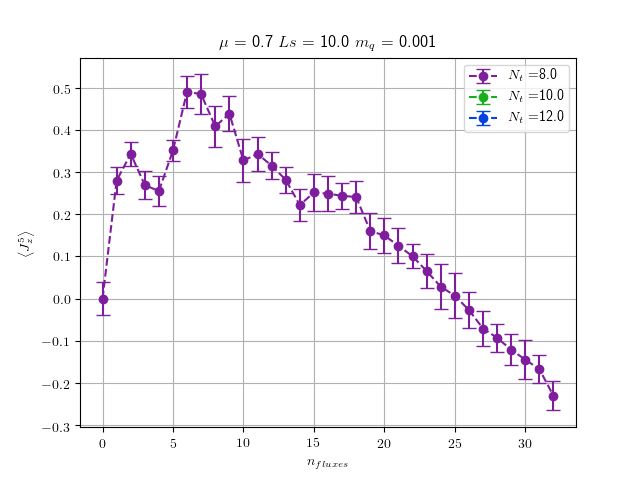 μ = 0.7 Ls = 10.0 m_q = 0.001
N_t =8.0
N_t =10.0
N_t =12.0
⟨J_z^5⟩
0.5
0.4
0.3
0.2
0.1
0.0
−0.1
−0.2
−0.3
0 5 10 15 20 25 30
n_fluxes